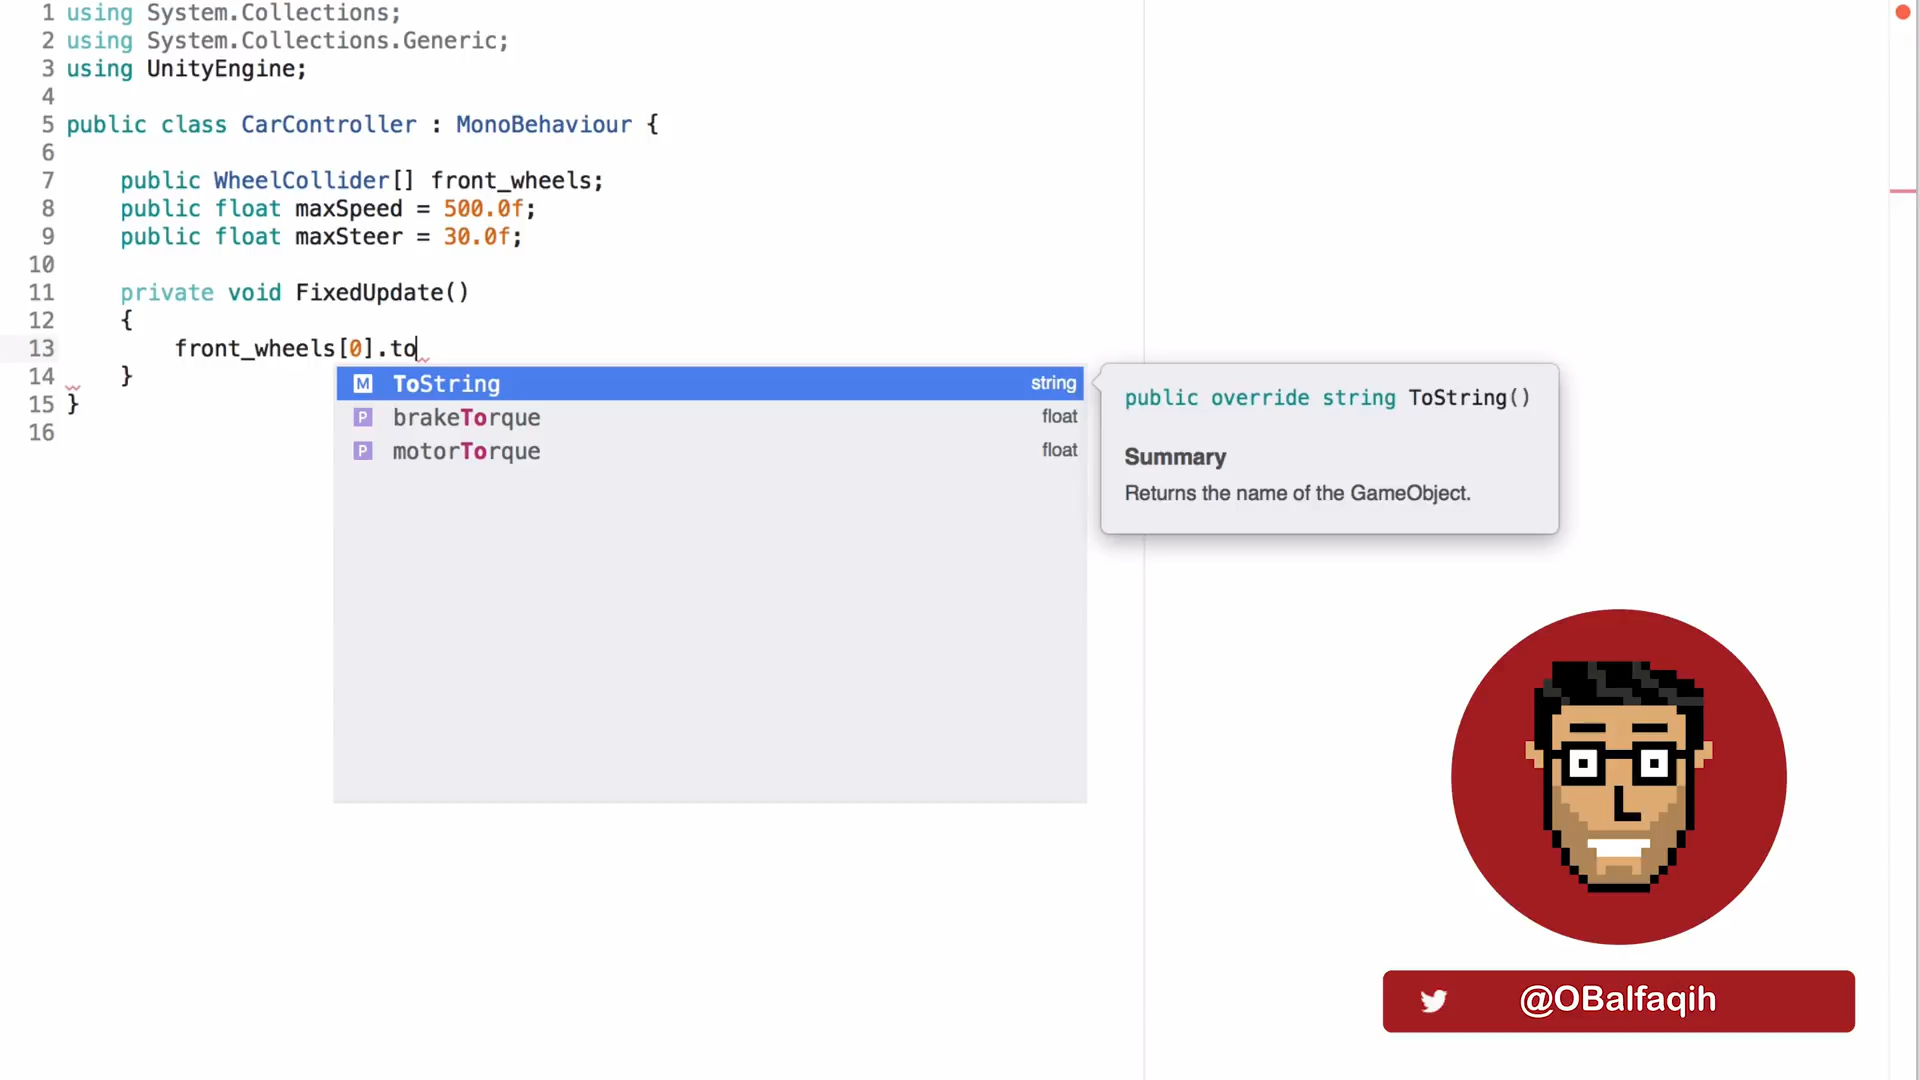 1 using System.Collections;
2 using System.Collections.Generic;
3 using UnityEngine;
4
5 public class CarController : MonoBehaviour {
6
7 public WheelCollider[] front_wheels;
8 public float maxSpeed = 500.0f;
9 public float maxSteer = 30.0f;
10
11 private void FixedUpdate()
12 {
13 front_wheels[0].to
14 }
15 }
16
M ToString string
P brakeTorque float
P motorTorque float
public override string ToString()
Summary
Returns the name of the GameObject.
@OBalfaqih